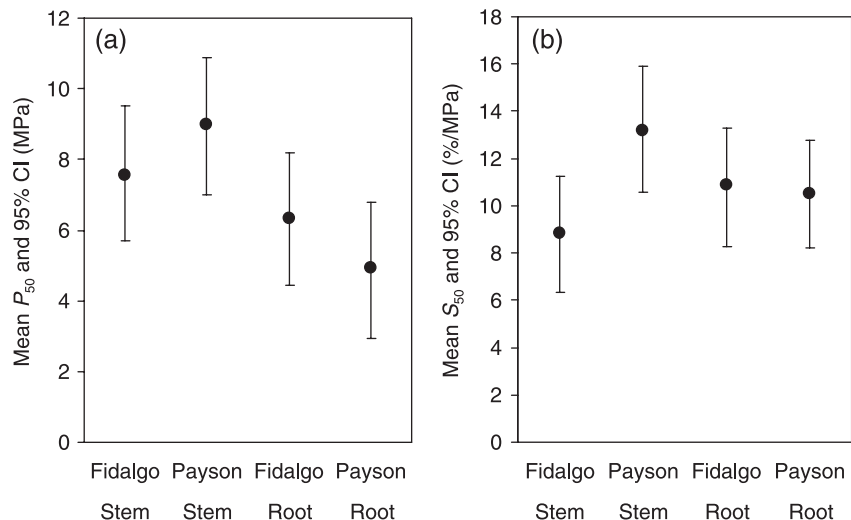 (a)
Mean P50 and 95% CI (MPa)
12
10
8
6
4
2
0
Fidalgo Payson Fidalgo Payson
Stem Stem Root Root
(b)
Mean S50 and 95% CI (%/MPa)
18
16
14
12
10
8
6
4
2
0
Fidalgo Payson Fidalgo Payson
Stem Stem Root Root